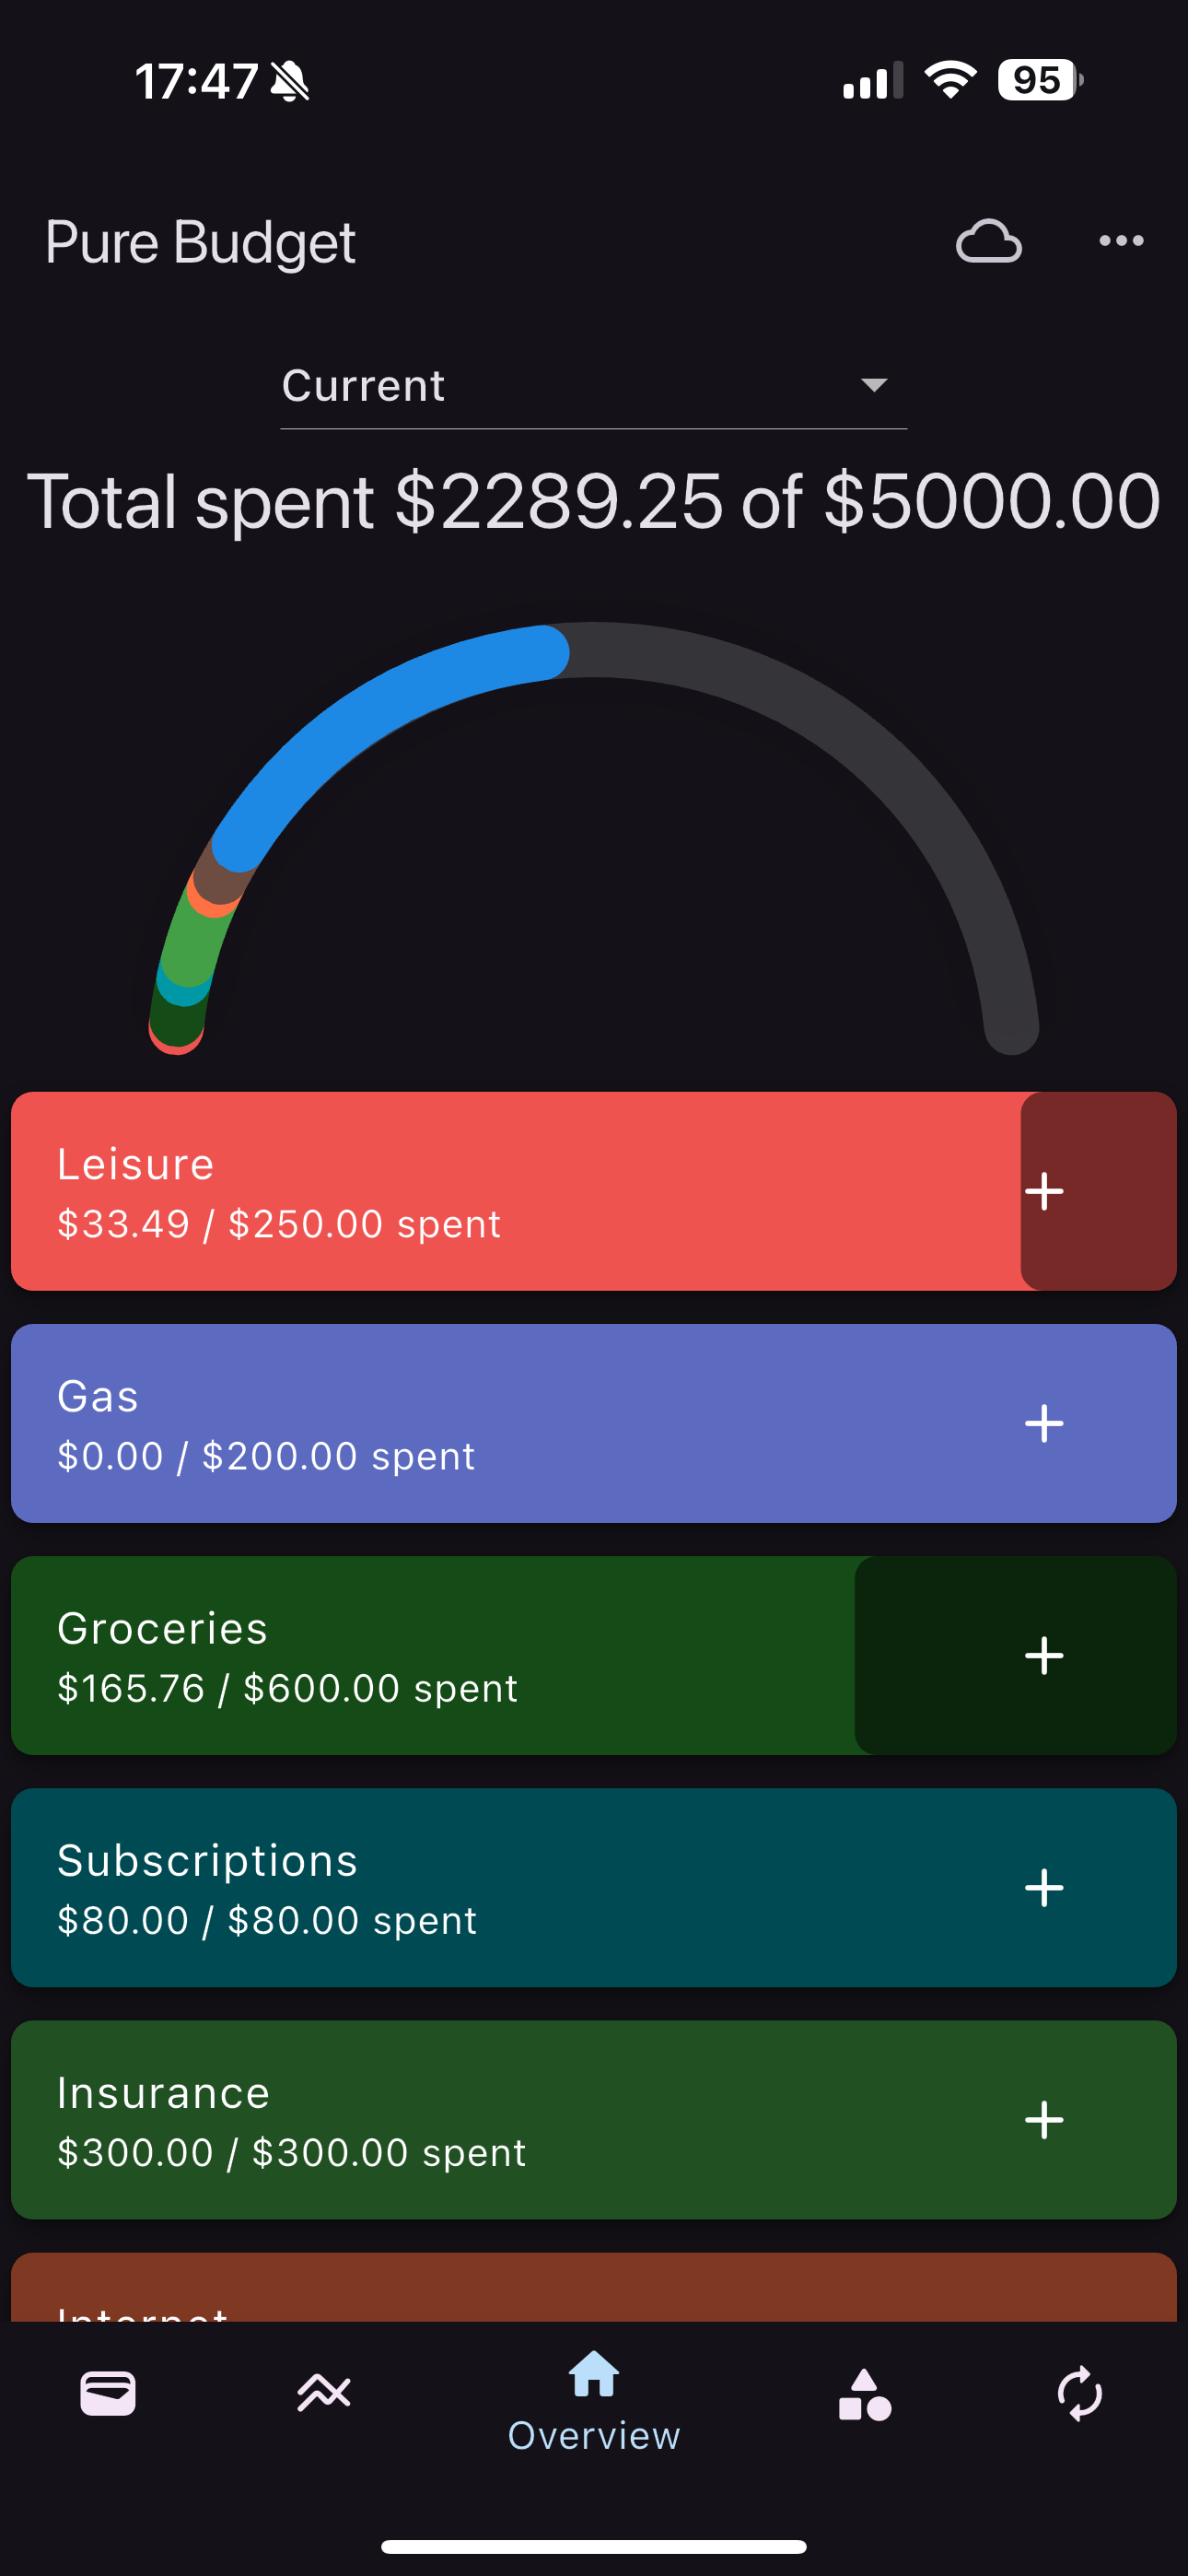 17:47
95
Pure Budget
Current
Total spent $2289.25 of $5000.00
Leisure
$33.49 / $250.00 spent
Gas
$0.00 / $200.00 spent
Groceries
$165.76 / $600.00 spent
Subscriptions
$80.00 / $80.00 spent
Insurance
$300.00 / $300.00 spent
Internet
Overview